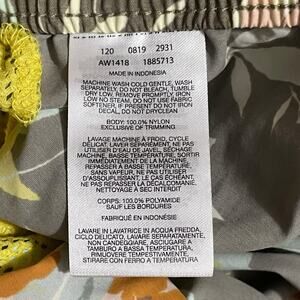 120 0819 2931
AW1418 1885713
MADE IN INDONESIA
MACHINE WASH COLD GENTLE, WASH
SEPARATELY, DO NOT BLEACH, TUMBLE
DRY LOW, REMOVE PROMPTLY, IRON
LOW NO STEAM, DO NOT USE FABRIC
SOFTENER, IF PRESENT DO NOT IRON
DECAL, DO NOT DRYCLEAN
BODY: 100.0% NYLON
EXCLUSIVE OF TRIMMING
LAVAGE MACHINE À FROID, CYCLE
DÉLICAT, LAVER SÉPARÉMENT, NE PAS
UTILISER D'EAU DE JAVEL, SÉCHAGE
MACHINE, BASSE TEMPÉRATURE, SORTIR
IMMÉDIATEMENT DE LA MACHINE,
REPASSER À BASSE TEMPÉRATURE
SANS VAPEUR, NE PAS UTILISER
D'ASSOUPLISSANT, LE CAS ÉCHÉANT,
NE PAS REPASSER LA DÉCALCOMANIE,
NETTOYAGE À SEC INTERDIT
CORPS: 100.0% POLYAMIDE
SAUF LES BORDURES
FABRIQUÉ EN INDONÉSIE
LAVARE IN LAVATRICE IN ACQUA FREDDA,
CICLO DELICATO, LAVARE SEPARATAMENTE,
NON CANDEGGIARE, ASCIUGARE A
TAMBURO A BASSA TEMPERATURA,
RIMUOVERE TEMPESTIVAMENTE,
STIRARE CON FERRO A TEMPERATURA